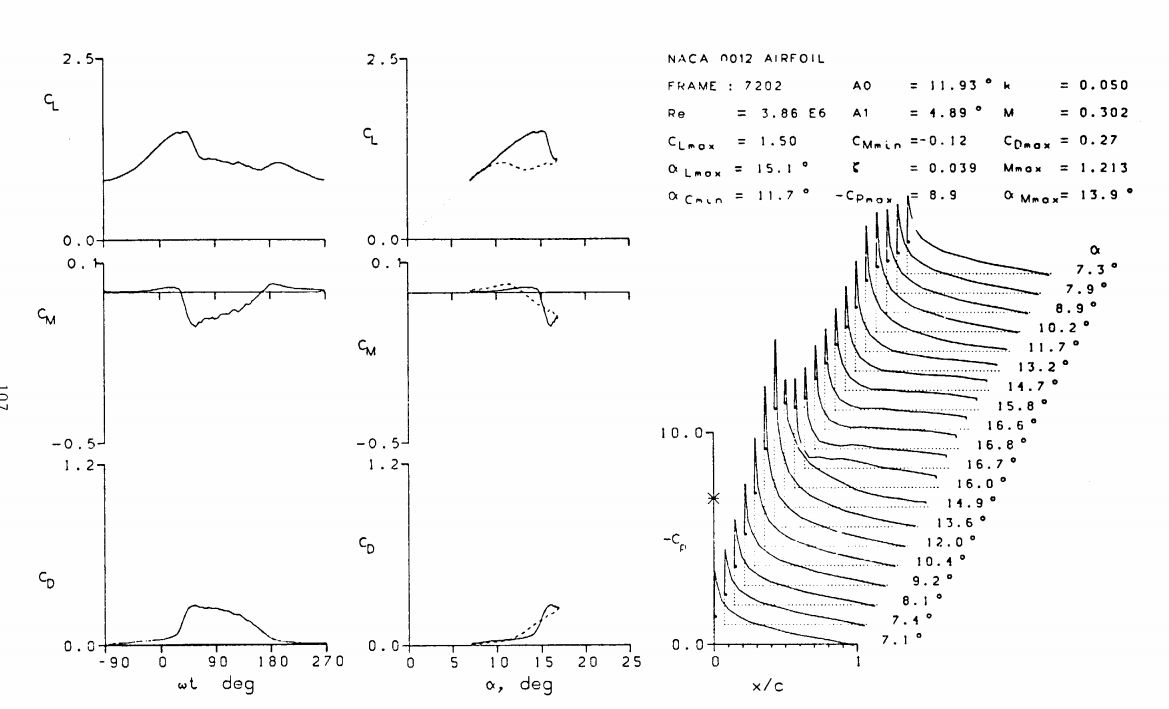 NACA 0012 AIRFOIL
FRAME : 7202 A0 = 11.93 ° k = 0.050
Re = 3.86 E6 A1 = 4.89 ° M = 0.302
CLmax = 1.50 CMmin =-0.12 CDmax = 0.27
αLmax = 15.1 ° ζ = 0.039 Mmax = 1.213
αCmin = 11.7 ° -CPmax = 8.9 αMmax= 13.9 °
2.5
CL
0.0
2.5
CL
0.0
0.1
CM
-0.5
0.1
CM
-0.5
1.2
CD
0.0
-90 0 90 180 270
ωt deg
1.2
CD
0.0
0 5 10 15 20 25
α, deg
α
7.3 °
7.9 °
8.9 °
10.2 °
11.7 °
13.2 °
14.7 °
15.8 °
16.6 °
16.8 °
16.7 °
16.0 °
14.9 °
13.6 °
12.0 °
10.4 °
9.2 °
8.1 °
7.4 °
7.1 °
10.0
-CP
0.0
0 1
x/c
107